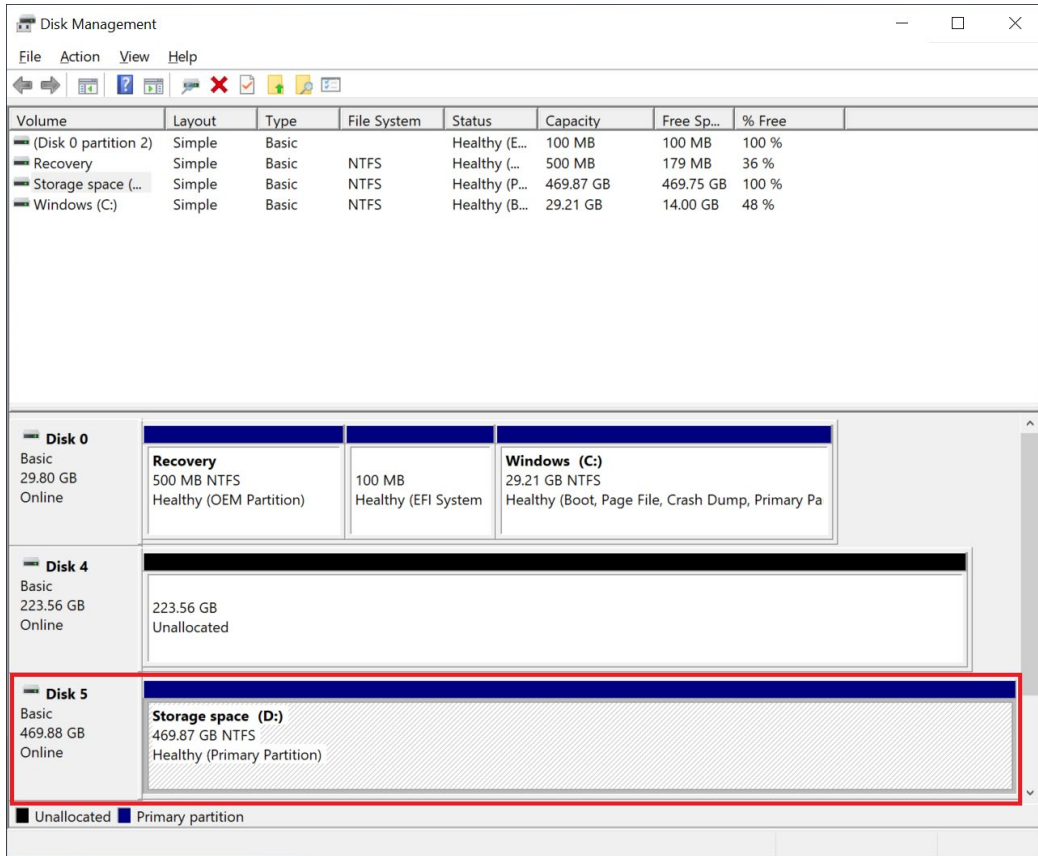 Disk Management
File Action View Help
Volume Layout Type File System Status Capacity Free Sp... % Free
(Disk 0 partition 2) Simple Basic Healthy (E... 100 MB 100 MB 100 %
Recovery Simple Basic NTFS Healthy (... 500 MB 179 MB 36 %
Storage space (... Simple Basic NTFS Healthy (P... 469.87 GB 469.75 GB 100 %
Windows (C:) Simple Basic NTFS Healthy (B... 29.21 GB 14.00 GB 48 %
Disk 0
Basic
29.80 GB
Online
Recovery
500 MB NTFS
Healthy (OEM Partition)
100 MB
Healthy (EFI System
Windows (C:)
29.21 GB NTFS
Healthy (Boot, Page File, Crash Dump, Primary Pa
Disk 4
Basic
223.56 GB
Online
223.56 GB
Unallocated
Disk 5
Basic
469.88 GB
Online
Storage space (D:)
469.87 GB NTFS
Healthy (Primary Partition)
Unallocated Primary partition